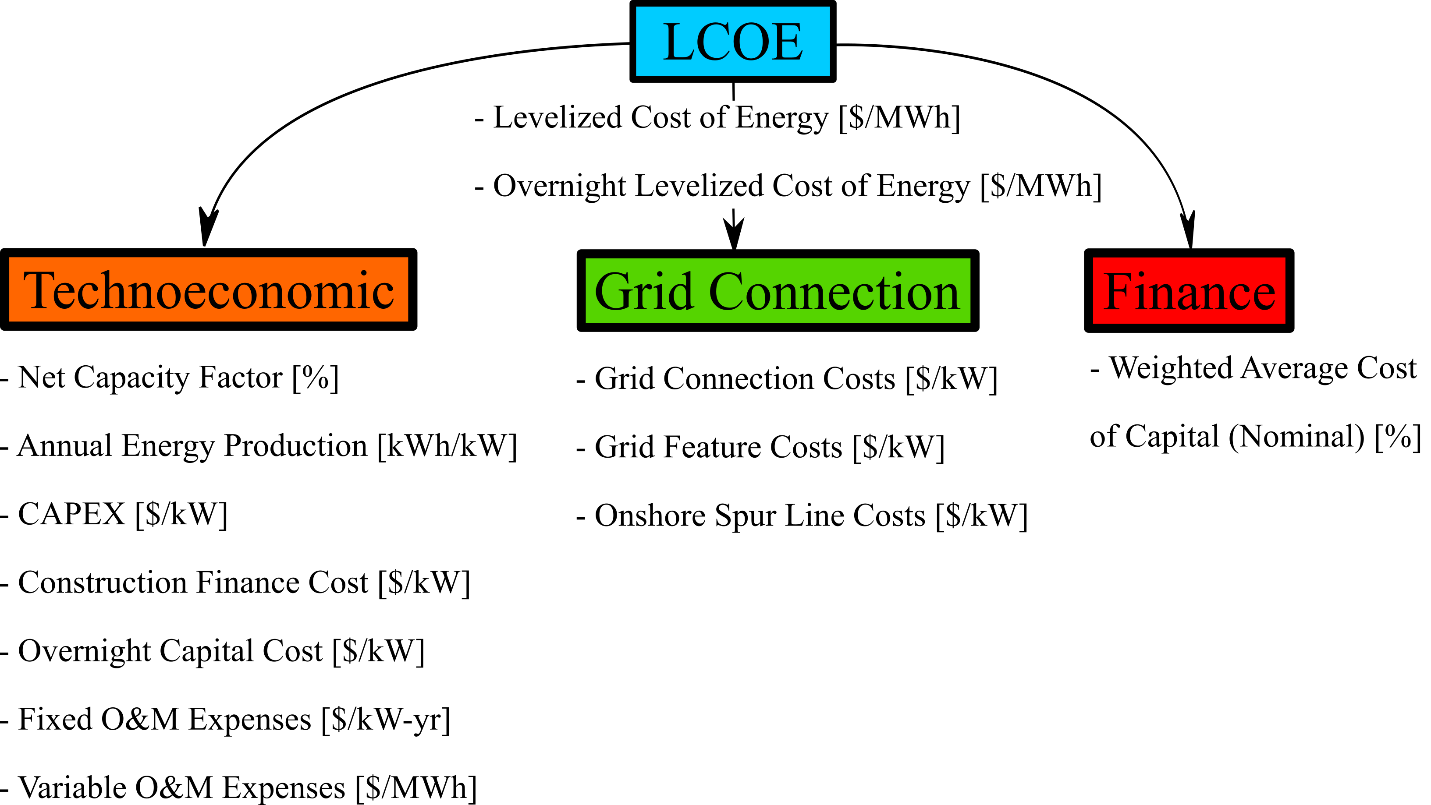 LCOE
- Levelized Cost of Energy [$/MWh]
- Overnight Levelized Cost of Energy [$/MWh]
Technoeconomic
- Net Capacity Factor [%]
- Annual Energy Production [kWh/kW]
- CAPEX [$/kW]
- Construction Finance Cost [$/kW]
- Overnight Capital Cost [$/kW]
- Fixed O&M Expenses [$/kW-yr]
- Variable O&M Expenses [$/MWh]
Grid Connection
- Grid Connection Costs [$/kW]
- Grid Feature Costs [$/kW]
- Onshore Spur Line Costs [$/kW]
Finance
- Weighted Average Cost
of Capital (Nominal) [%]